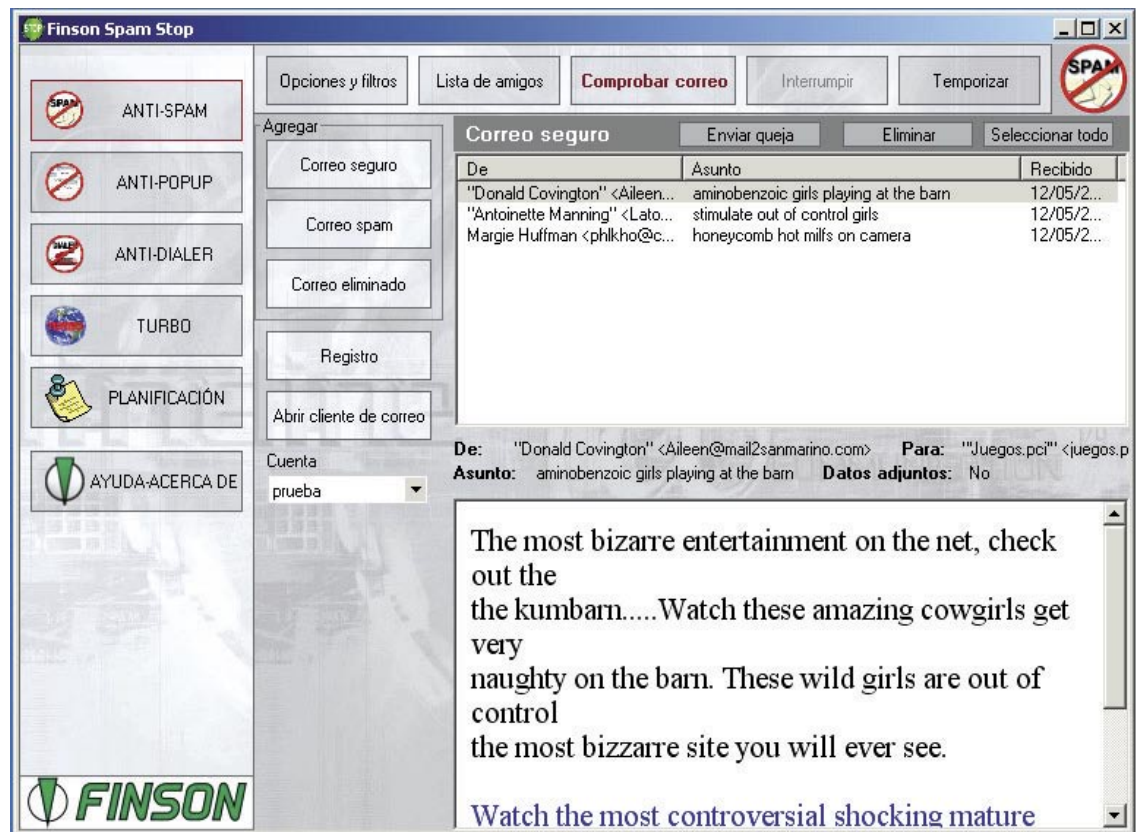 Finson Spam Stop
ANTI-SPAM
ANTI-POPUP
ANTI-DIALER
TURBO
PLANIFICACIÓN
AYUDA-ACERCA DE
FINSON
Opciones y filtros
Lista de amigos
Comprobar correo
Interrumpir
Temporizar
SPAM
Agregar
Correo seguro
Correo spam
Correo eliminado
Registro
Abrir cliente de correo
Cuenta
prueba
Correo seguro Enviar queja Eliminar Seleccionar todo
De Asunto Recibido
"Donald Covington" <Aileen... aminobenzoic girls playing at the barn 12/05/2...
"Antoinette Manning" <Lato... stimulate out of control girls 12/05/2...
Margie Huffman <phlkho@c... honeycomb hot milfs on camera 12/05/2...
De: "Donald Covington" <Aileen@mail2sanmarino.com> Para: "'Juegos.pci'" <juegos.p
Asunto: aminobenzoic girls playing at the barn Datos adjuntos: No
The most bizarre entertainment on the net, check
out the
the kumbarn.....Watch these amazing cowgirls get
very
naughty on the barn. These wild girls are out of
control
the most bizzarre site you will ever see.
Watch the most controversial shocking mature